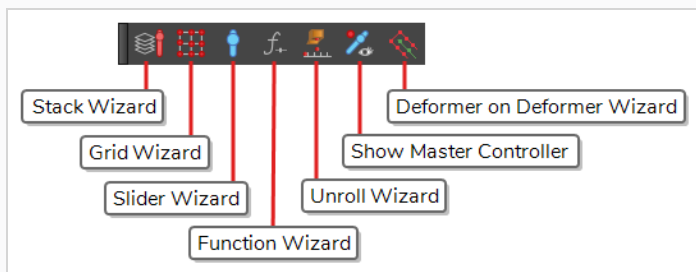 Stack Wizard
Deformer on Deformer Wizard
Grid Wizard
Show Master Controller
Slider Wizard
Unroll Wizard
Function Wizard